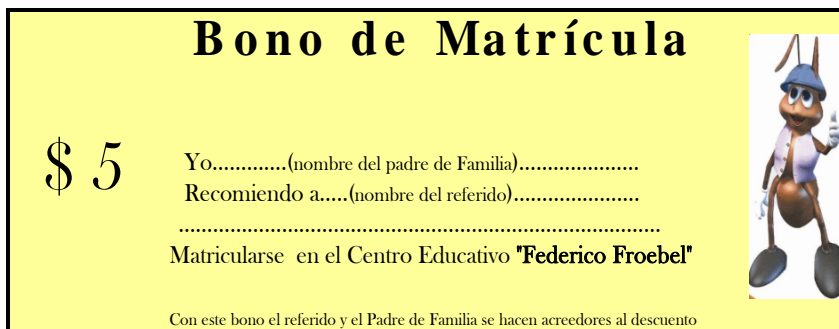 Bono de Matrícula
$ 5
Yo.............(nombre del padre de Familia).....................
Recomiendo a.....(nombre del referido)......................
....................................................................................
Matricularse en el Centro Educativo "Federico Froebel"
Con este bono el referido y el Padre de Familia se hacen acreedores al descuento